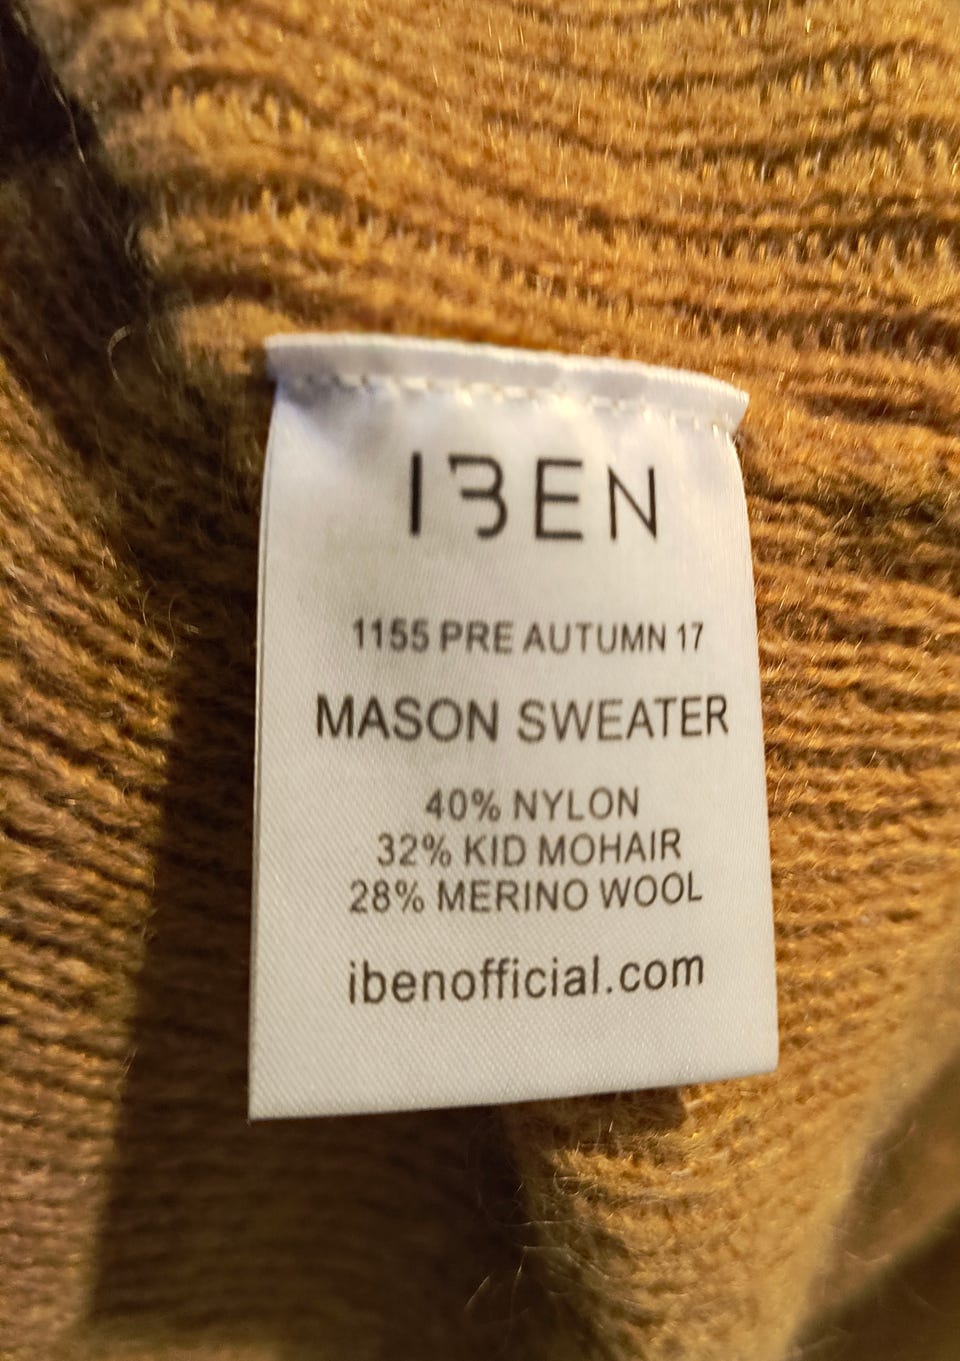 IBEN
1155 PRE AUTUMN 17
MASON SWEATER
40% NYLON
32% KID MOHAIR
28% MERINO WOOL
ibenofficial.com